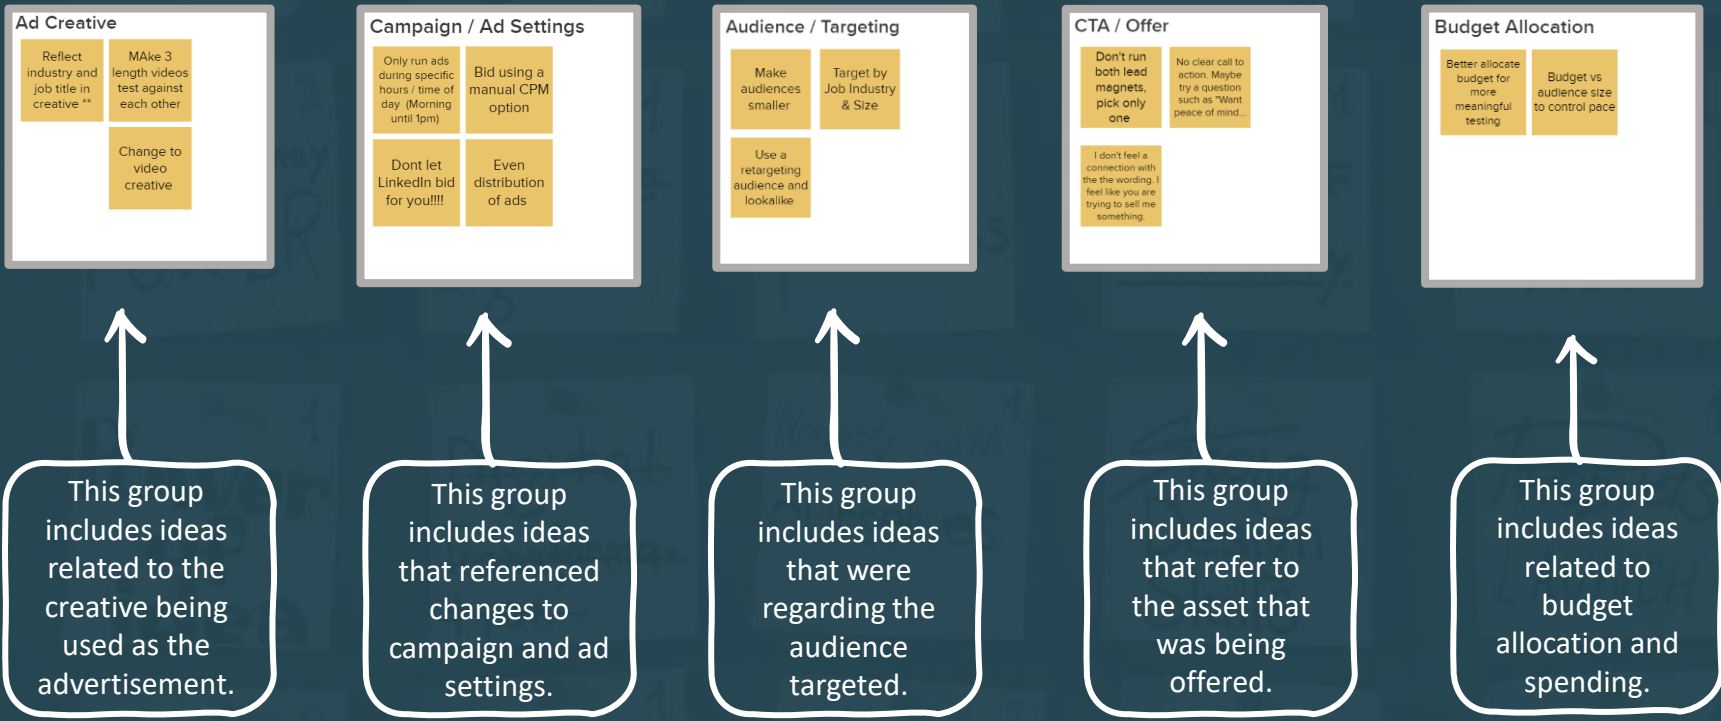 Ad Creative
Reflect
industry and
job title in
creative **
MAke 3
length videos
test against
each other
Change to
video
creative
Campaign / Ad Settings
Only run ads
during specific
hours / time of
day (Morning
until 1pm)
Bid using a
manual CPM
option
Dont let
LinkedIn bid
for you!!!!
Even
distribution
of ads
Audience / Targeting
Make
audiences
smaller
Target by
Job Industry
& Size
Use a
retargeting
audience and
lookalike
CTA / Offer
Don't run
both lead
magnets,
pick only
one
No clear call to
action. Maybe
try a question
such as "Want
peace of mind...
I don't feel a
connection with
the the wording. I
feel like you are
trying to sell me
something.
Budget Allocation
Better allocate
budget for
more
meaningful
testing
Budget vs
audience size
to control pace
This group
includes ideas
related to the
creative being
used as the
advertisement.
This group
includes ideas
that referenced
changes to
campaign and ad
settings.
This group
includes ideas
that were
regarding the
audience
targeted.
This group
includes ideas
that refer to
the asset that
was being
offered.
This group
includes ideas
related to
budget
allocation and
spending.